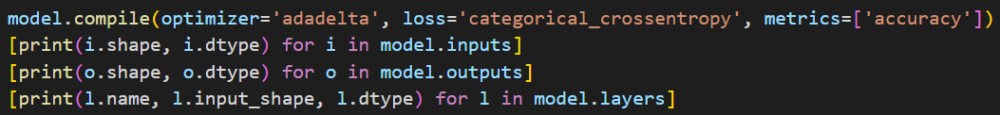 model.compile(optimizer='adadelta', loss='categorical_crossentropy', metrics=['accuracy'])
[print(i.shape, i.dtype) for i in model.inputs]
[print(o.shape, o.dtype) for o in model.outputs]
[print(l.name, l.input_shape, l.dtype) for l in model.layers]